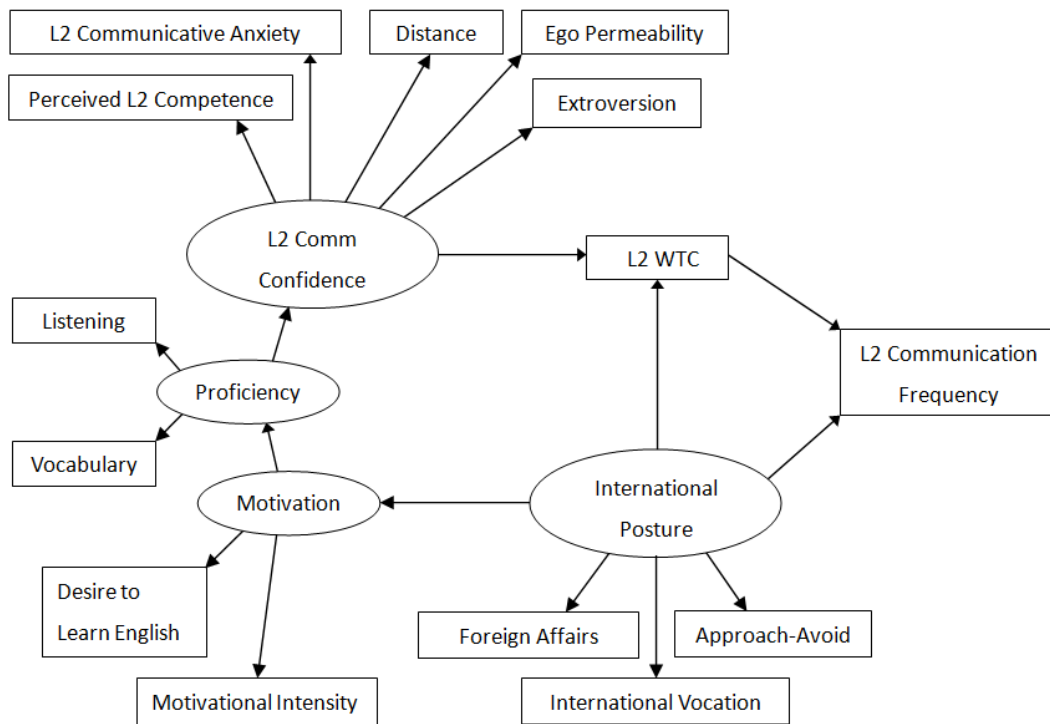 L2 Communicative Anxiety
Distance
Ego Permeability
Perceived L2 Competence
Extroversion
L2 Comm
Confidence
L2 WTC
Listening
L2 Communication
Frequency
Proficiency
Vocabulary
Motivation
International
Posture
Desire to
Learn English
Foreign Affairs
Approach-Avoid
Motivational Intensity
International Vocation